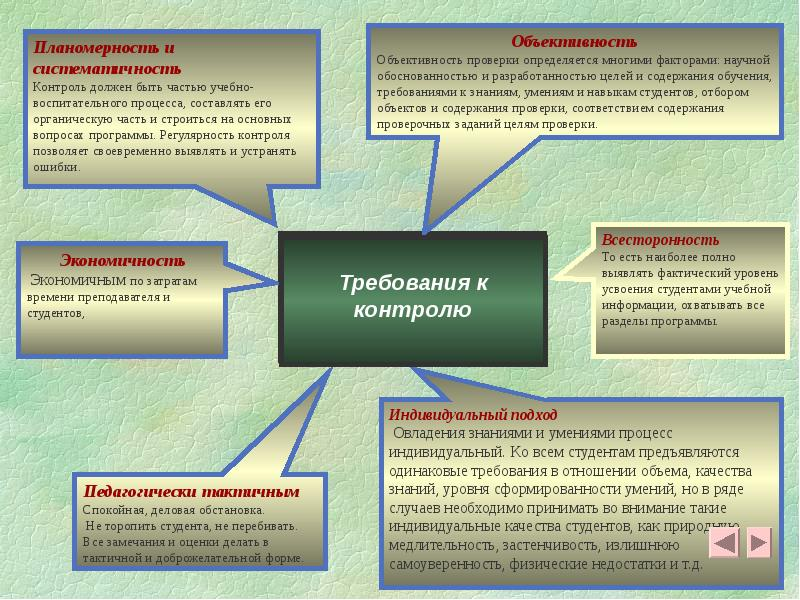 Планомерность и
систематичность
Контроль должен быть частью учебно-
воспитательного процесса, составлять его
органическую часть и строиться на основных
вопросах программы. Регулярность контроля
позволяет своевременно выявлять и устранять
ошибки.
Объективность
Объективность проверки определяется многими факторами: научной
обоснованностью и разработанностью целей и содержания обучения,
требованиями к знаниям, умениям и навыкам студентов, отбором
объектов и содержания проверки, соответствием содержания
проверочных заданий целям проверки.
Экономичность
Экономичным по затратам
времени преподавателя и
студентов,
Требования к
контролю
Всесторонность
То есть наиболее полно
выявлять фактический уровень
усвоения студентами учебной
информации, охватывать все
разделы программы.
Педагогически тактичным
Спокойная, деловая обстановка.
Не торопить студента, не перебивать.
Все замечания и оценки делать в
тактичной и доброжелательной форме.
Индивидуальный подход
Овладения знаниями и умениями процесс
индивидуальный. Ко всем студентам предъявляются
одинаковые требования в отношении объема, качества
знаний, уровня сформированности умений, но в ряде
случаев необходимо принимать во внимание такие
индивидуальные качества студентов, как природную
медлительность, застенчивость, излишнюю
самоуверенность, физические недостатки и т.д.